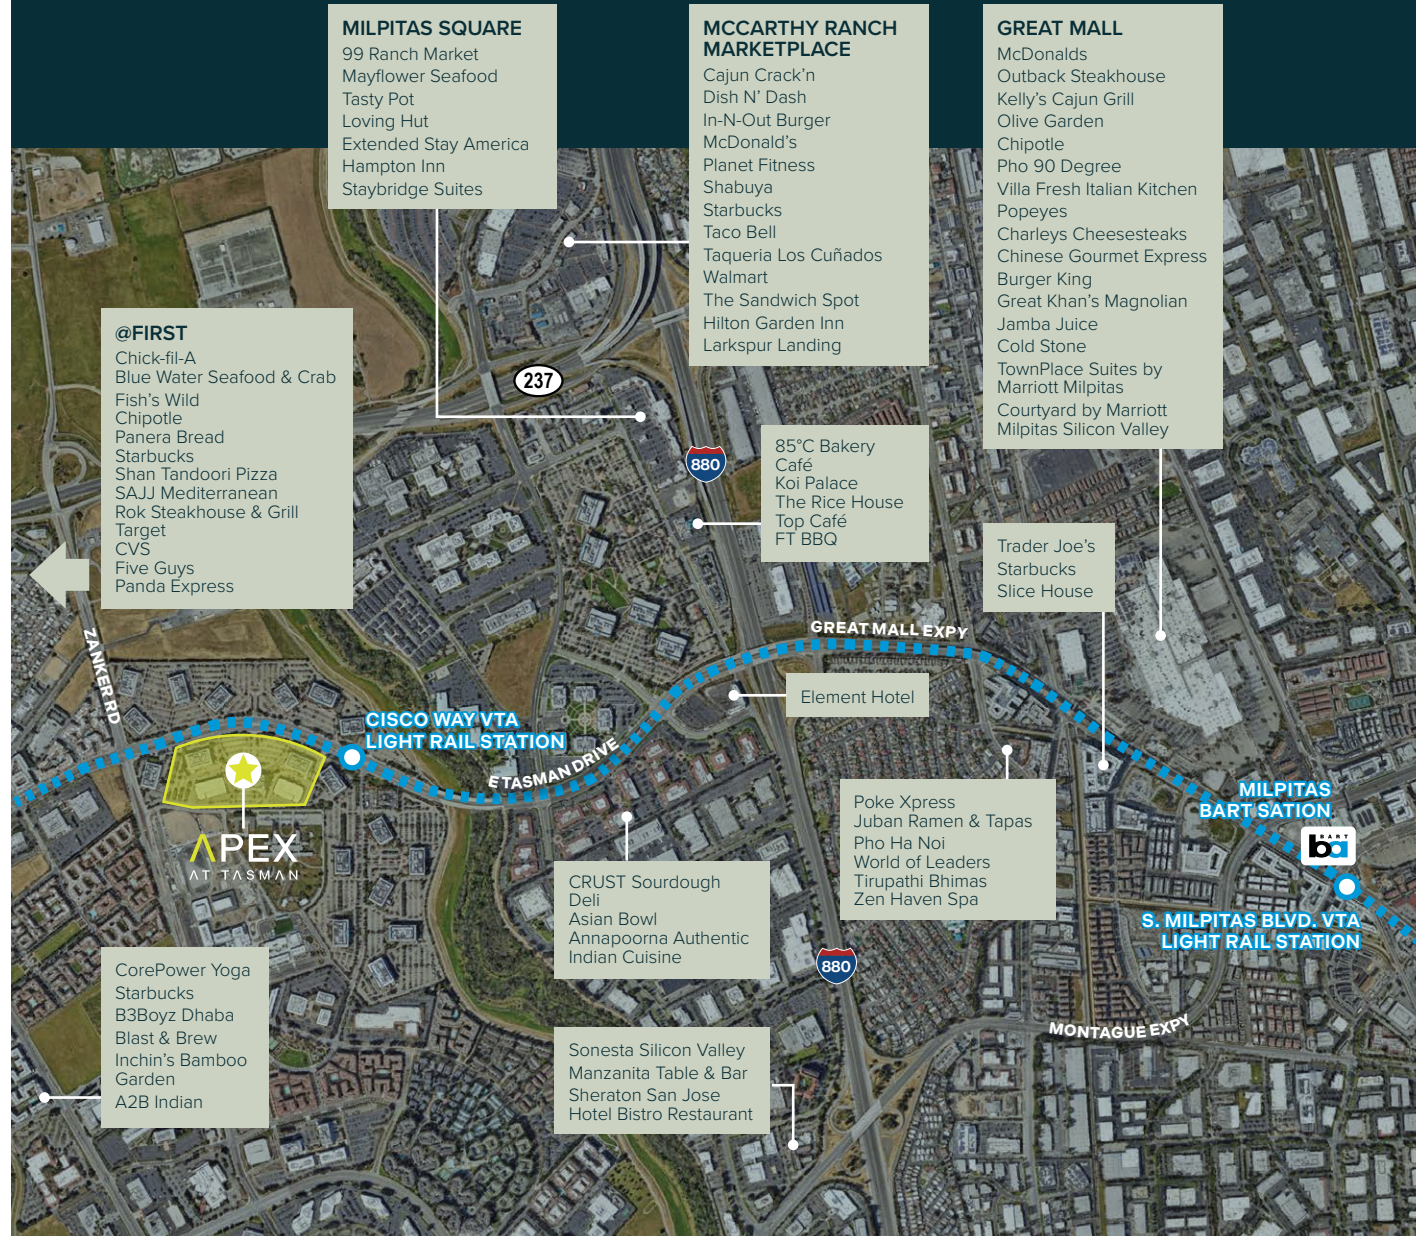 MILPITAS SQUARE
99 Ranch Market
Mayflower Seafood
Tasty Pot
Loving Hut
Extended Stay America
Hampton Inn
Staybridge Suites
MCCARTHY RANCH
MARKETPLACE
Cajun Crack'n
Dish N' Dash
In-N-Out Burger
McDonald's
Planet Fitness
Shabuya
Starbucks
Taco Bell
Taqueria Los Cuñados
Walmart
The Sandwich Spot
Hilton Garden Inn
Larkspur Landing
GREAT MALL
McDonalds
Outback Steakhouse
Kelly's Cajun Grill
Olive Garden
Chipotle
Pho 90 Degree
Villa Fresh Italian Kitchen
Popeyes
Charleys Cheesesteaks
Chinese Gourmet Express
Burger King
Great Khan's Magnolian
Jamba Juice
Cold Stone
TownPlace Suites by
Marriott Milpitas
Courtyard by Marriott
Milpitas Silicon Valley
@FIRST
Chick-fil-A
Blue Water Seafood & Crab
Fish's Wild
Chipotle
Panera Bread
Starbucks
Shan Tandoori Pizza
SAJJ Mediterranean
Rok Steakhouse & Grill
Target
CVS
Five Guys
Panda Express
237
880
85°C Bakery
Café
Koi Palace
The Rice House
Top Café
FT BBQ
Trader Joe's
Starbucks
Slice House
ZANKER RD
GREAT MALL EXPY
Element Hotel
CISCO WAY VTA
LIGHT RAIL STATION
E TASMAN DRIVE
APEX
AT TASMAN
Poke Xpress
Juban Ramen & Tapas
Pho Ha Noi
World of Leaders
Tirupathi Bhimas
Zen Haven Spa
MILPITAS
BART SATION
BART
ba
S. MILPITAS BLVD. VTA
LIGHT RAIL STATION
CRUST Sourdough
Deli
Asian Bowl
Annapoorna Authentic
Indian Cuisine
880
CorePower Yoga
Starbucks
B3Boyz Dhaba
Blast & Brew
Inchin's Bamboo
Garden
A2B Indian
Sonesta Silicon Valley
Manzanita Table & Bar
Sheraton San Jose
Hotel Bistro Restaurant
MONTAGUE EXPY